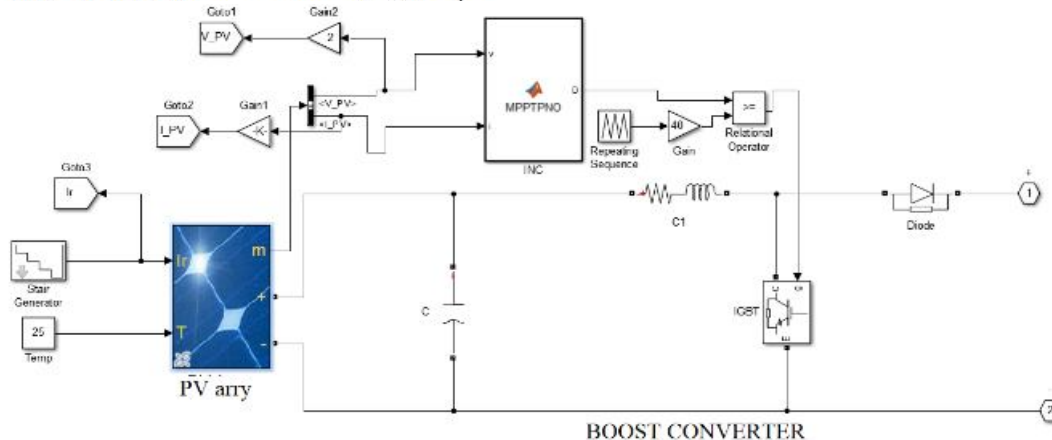 Goto1
V_PV
Gain2
2
Goto2
I_PV
Gain1
-K-
<V_PV>
<I_PV>
v
i
D
MPPTPNO
INC
Repeating
Sequence
40
Gain
>=
Relational
Operator
Goto3
Ir
Stair
Generator
25
Temp
Ir
T
m
+
-
PV arry
C
C1
Diode
+
1
IGBT
C
G
E
2
BOOST CONVERTER